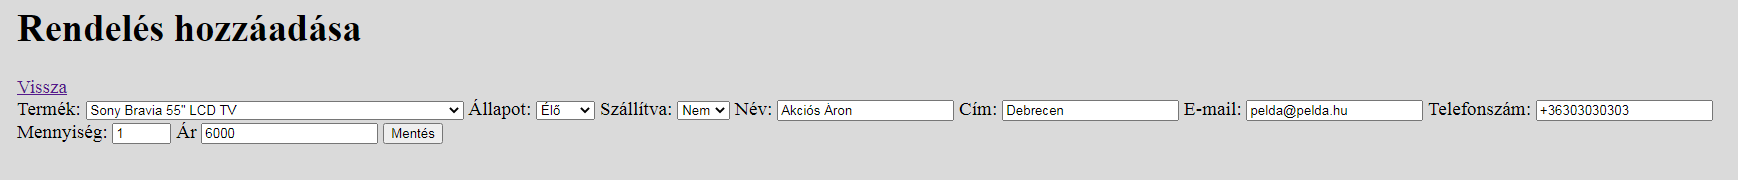 Rendelés hozzáadása
Vissza
Termék: Sony Bravia 55" LCD TV Állapot: Élő Szállítva: Nem Név: Akciós Áron Cím: Debrecen E-mail: pelda@pelda.hu Telefonszám: +36303030303
Mennyiség: 1 Ár 6000 Mentés